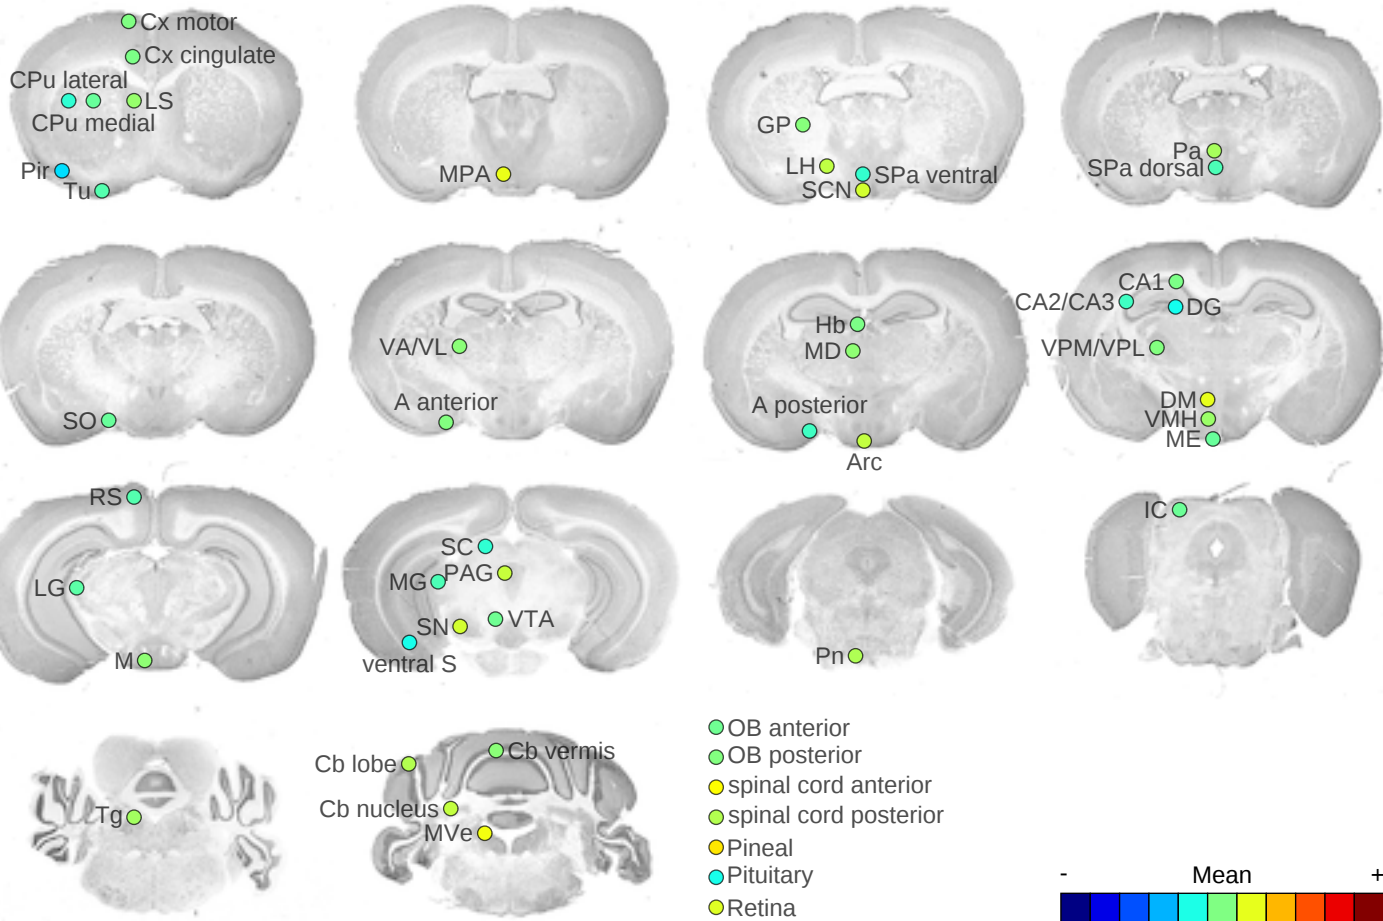 Cx motor
Cx cingulate
CPu lateral
LS
CPu medial
Pir
Tu
MPA
GP
LH
SPa ventral
SCN
Pa
SPa dorsal
SO
VA/VL
A anterior
Hb
MD
A posterior
Arc
CA1
CA2/CA3
DG
VPM/VPL
DM
VMH
ME
RS
LG
M
SC
PAG
MG
VTA
SN
ventral S
Pn
IC
Tg
Cb vermis
Cb lobe
Cb nucleus
MVe
OB anterior
OB posterior
spinal cord anterior
spinal cord posterior
Pineal
Pituitary
Retina
- Mean +